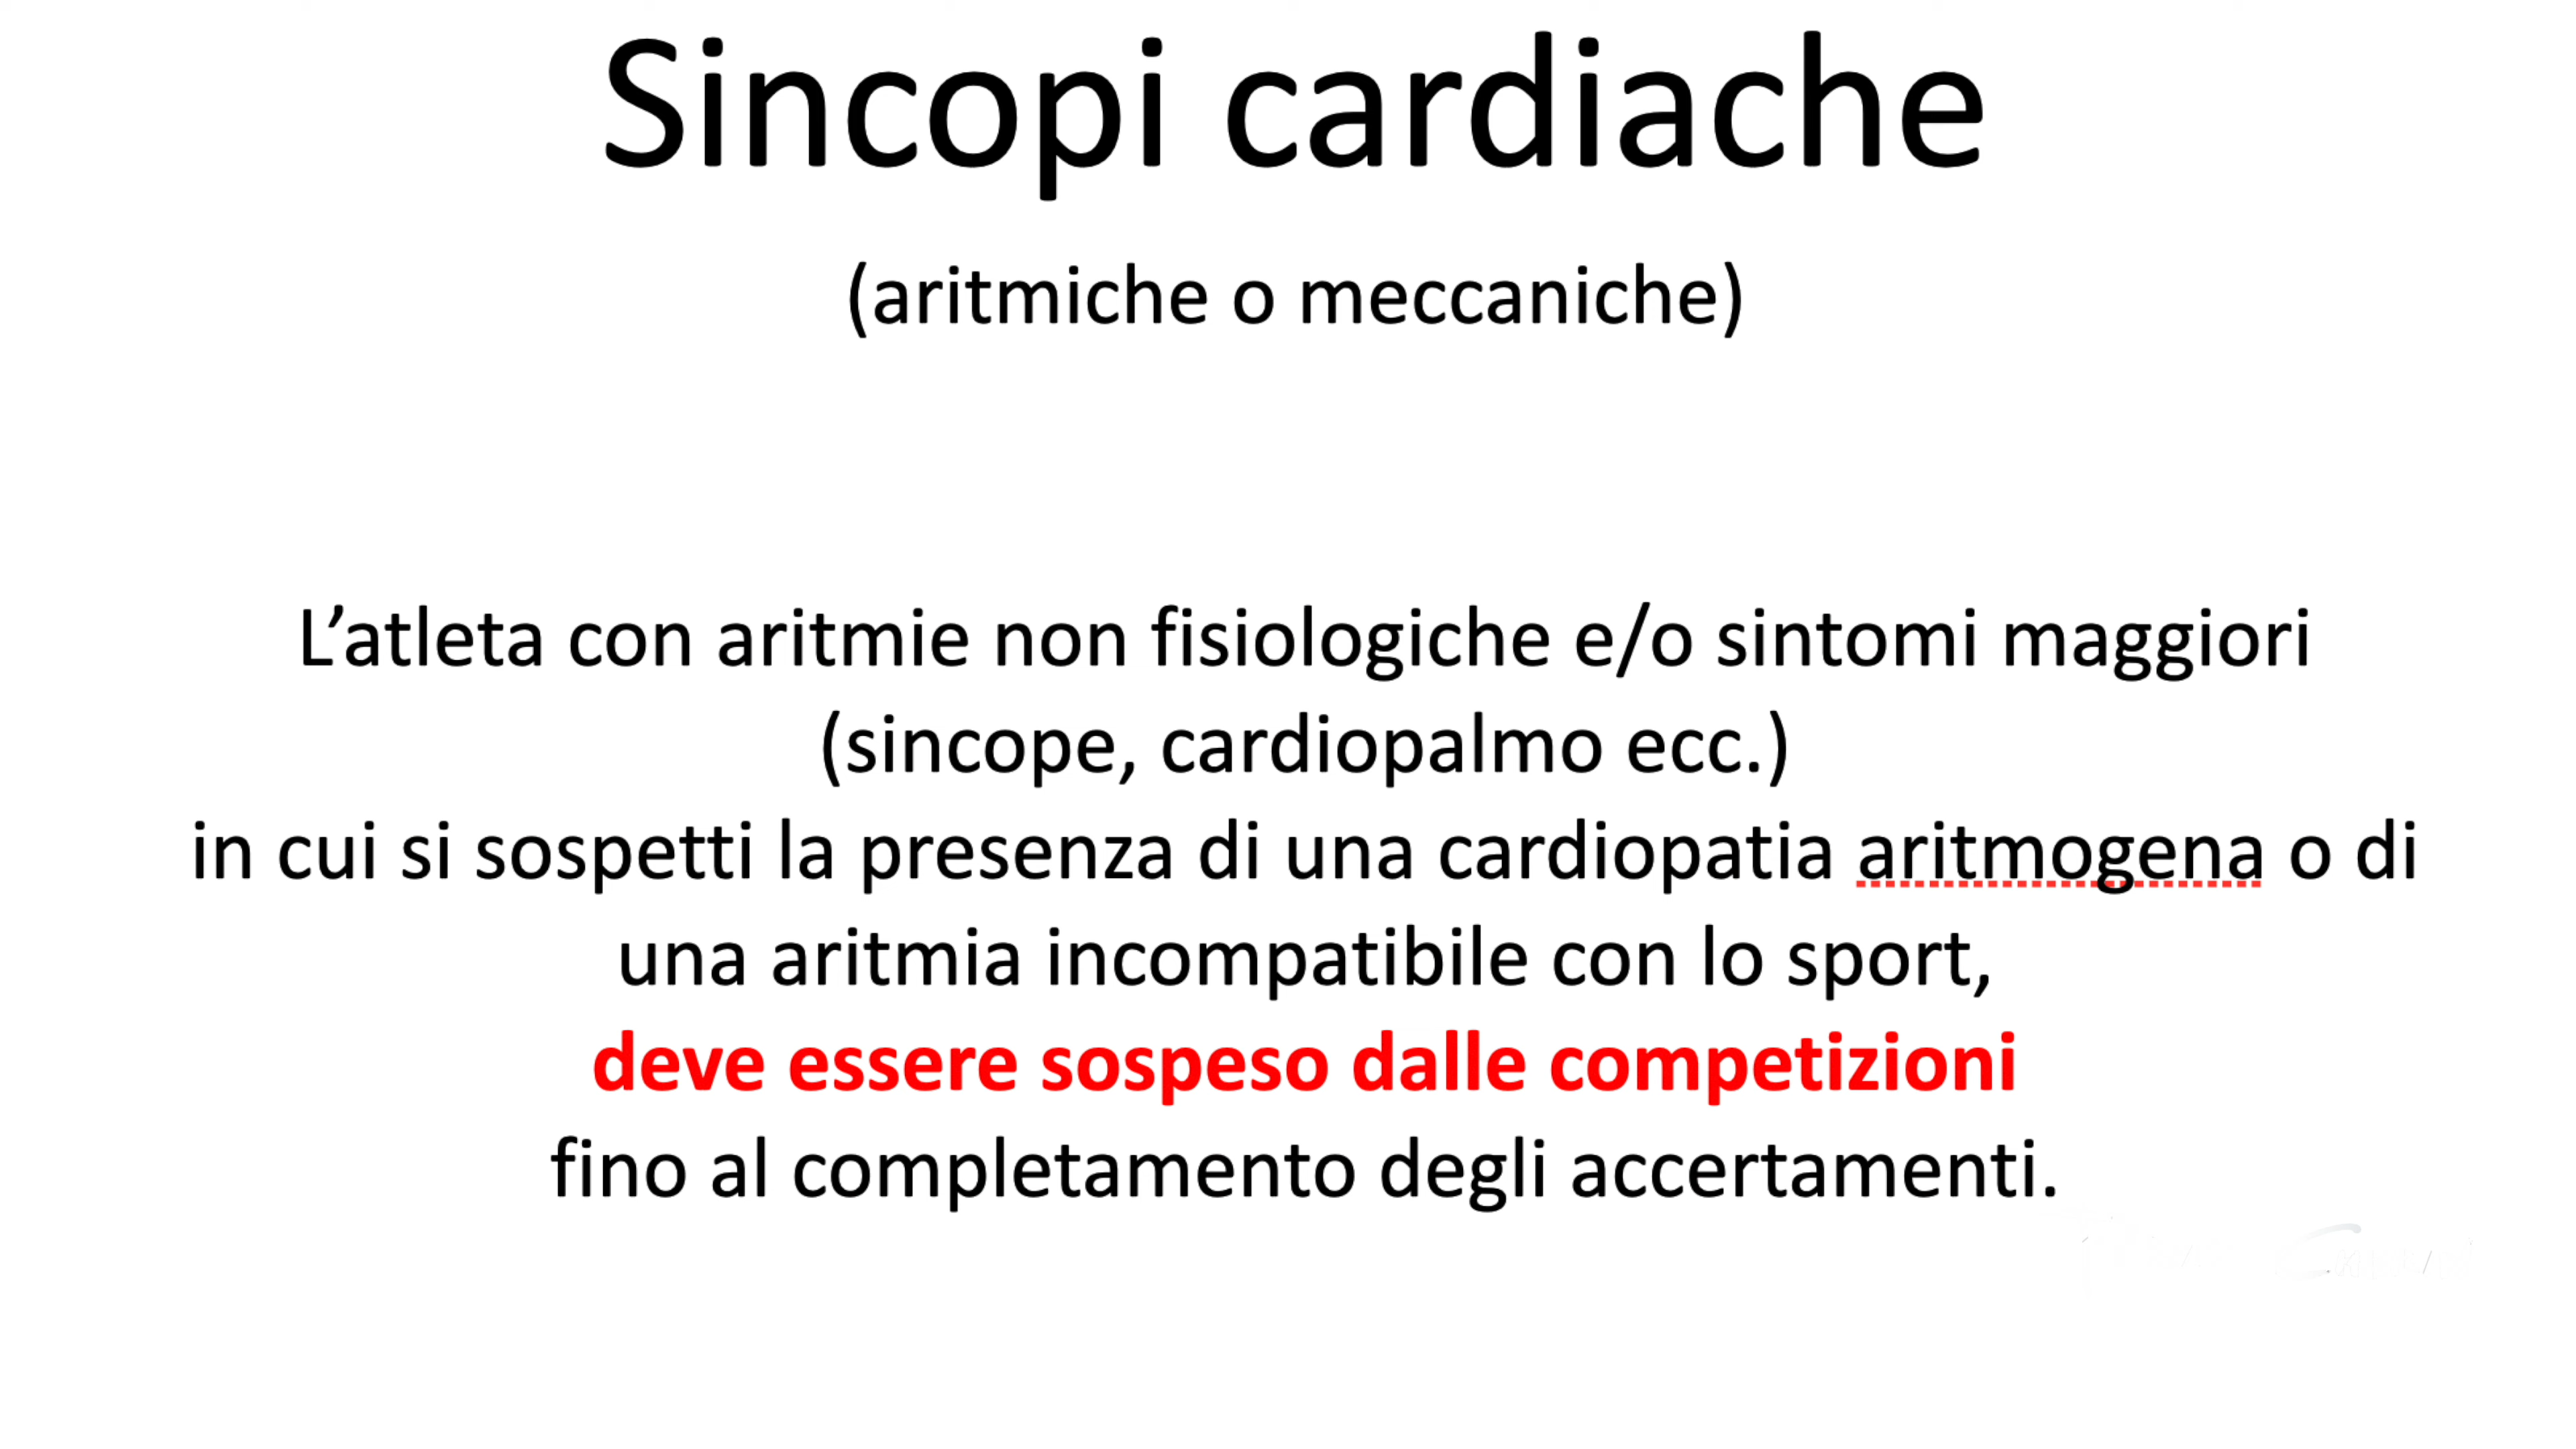 Sincopi cardiache
(aritmiche o meccaniche)
L’atleta con aritmie non fisiologiche e/o sintomi maggiori
(sincope, cardiopalmo ecc.)
in cui si sospetti la presenza di una cardiopatia aritmogena o di
una aritmia incompatibile con lo sport,
deve essere sospeso dalle competizioni
fino al completamento degli accertamenti.